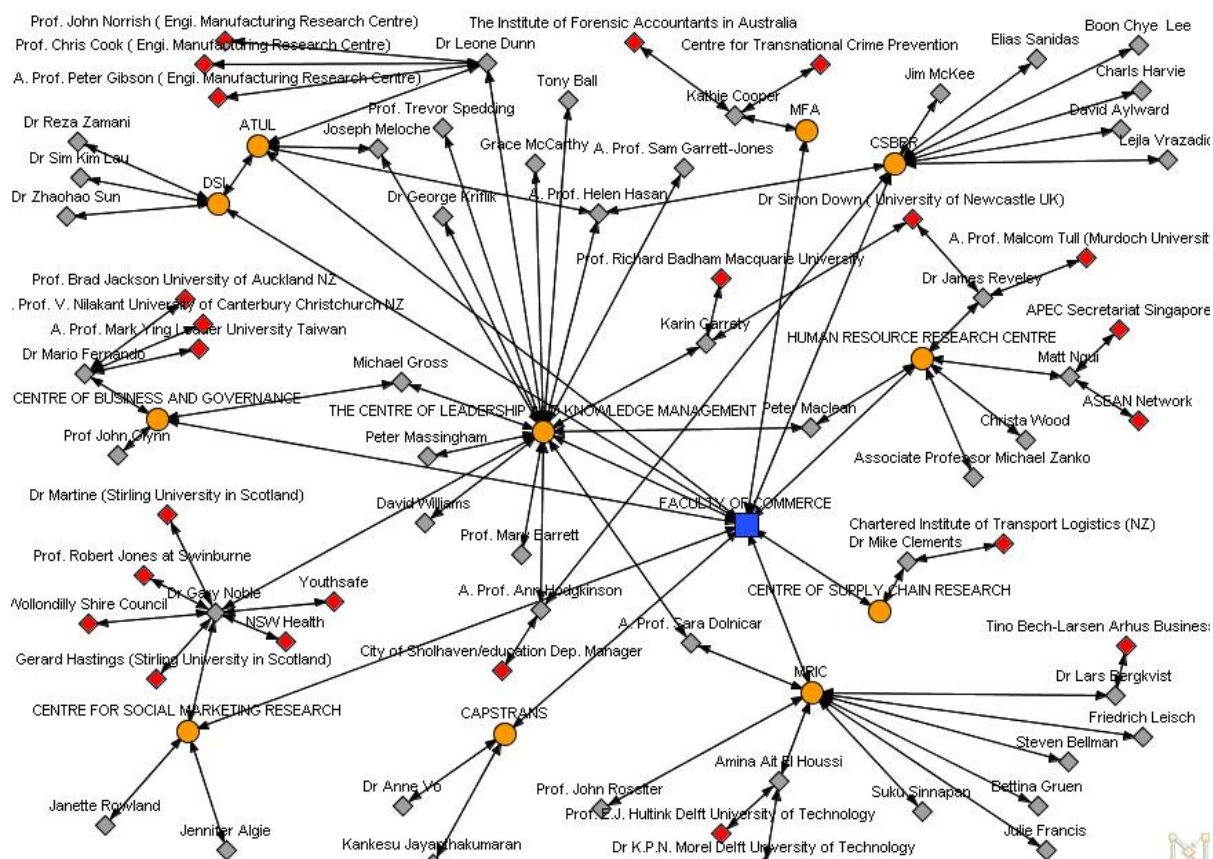 Prof. John Norrish ( Engi. Manufacturing Research Centre)
The Institute of Forensic Accountants in Australia
Boon Chye Lee
Prof. Chris Cook ( Engi. Manufacturing Research Centre)
Dr Leone Dunn
Centre for Transnational Crime Prevention
Elias Sanidas
A. Prof. Peter Gibson ( Engi. Manufacturing Research Centre)
Tony Ball
Jim McKee
Charls Harvie
Prof. Trevor Spedding
Kathie Cooper
MFA
David Aylward
Dr Reza Zamani
ATUL
Joseph Meloche
Grace McCarthy
A. Prof. Sam Garrett-Jones
CSBRR
Lejla Vrazadic
Dr Sim Kim Lau
DSL
Dr Zhaohao Sun
Dr George Kriflik
A. Prof. Helen Hasan
Dr Simon Down ( University of Newcastle UK)
A. Prof. Malcom Tull (Murdoch University
Prof. Richard Badham Macquarie University
Dr James Reveley
Prof. Brad Jackson University of Auckland NZ
. Prof. V. Nilakant University of Canterbury Christchurch NZ
APEC Secretariat Singapore
A. Prof. Mark Ying Leader University Taiwan
Karin Garrety
HUMAN RESOURCE RESEARCH CENTRE
Dr Mario Fernando
Michael Gross
Matt Ngui
CENTRE OF BUSINESS AND GOVERNANCE
THE CENTRE OF LEADERSHIP AND KNOWLEDGE MANAGEMENT
Peter Maclean
ASEAN Network
Prof John Glynn
Peter Massingham
Christa Wood
Associate Professor Michael Zanko
Dr Martine (Stirling University in Scotland)
David Williams
FACULTY OF COMMERCE
Chartered Institute of Transport Logistics (NZ)
Prof. Robert Jones at Swinburne
Prof. Mary Barrett
Dr Mike Clements
Dr Gary Noble
Youthsafe
A. Prof. Ann Hodgkinson
CENTRE OF SUPPLY CHAIN RESEARCH
Wollondilly Shire Council
NSW Health
A. Prof. Sara Dolnicar
Tino Bech-Larsen Arhus Business
Gerard Hastings (Stirling University in Scotland)
City of Sholhaven/education Dep. Manager
MRIC
Dr Lars Bergkvist
CENTRE FOR SOCIAL MARKETING RESEARCH
CAPSTRANS
Friedrich Leisch
Steven Bellman
Amina Ait El Houssi
Dr Anne Vo
Prof. John Rossiter
Suku Sinnapan
Bettina Gruen
Janette Rowland
Prof. E.J. Hultink Delft University of Technology
Jennifer Algie
Kankesu Jayanthakumaran
Dr K.P.N. Morel Delft University of Technology
Julie Francis